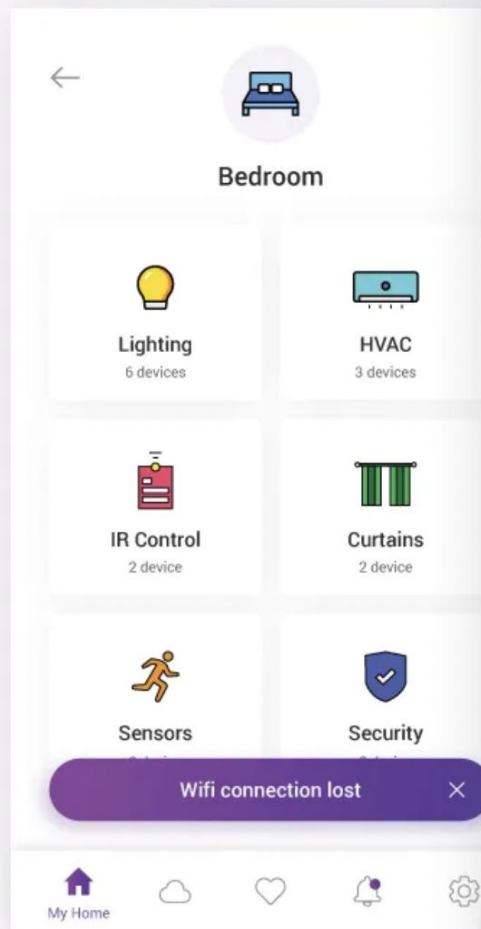 Bedroom
Lighting
6 devices
HVAC
3 devices
IR Control
2 device
Curtains
2 device
Sensors
Security
Wifi connection lost
My Home